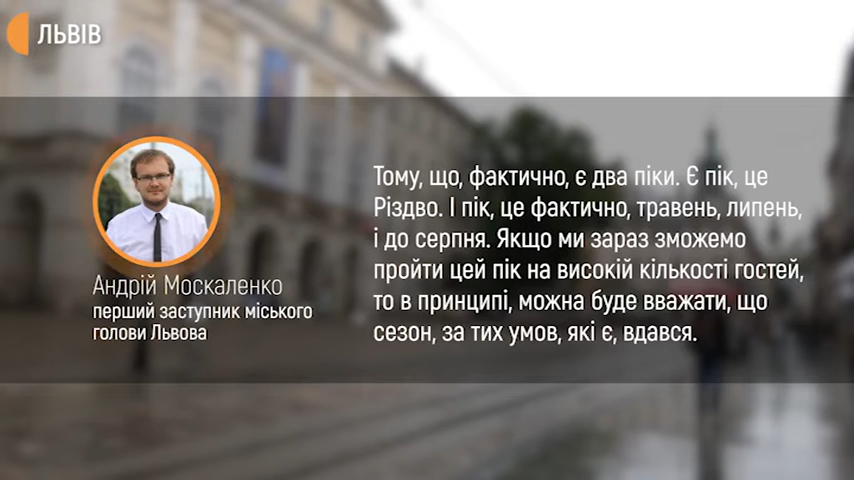 ЛЬВІВ
Андрій Москаленко
перший заступник міського
голови Львова
Тому, що, фактично, є два піки. Є пік, це
Різдво. І пік, це фактично, травень, липень,
і до серпня. Якщо ми зараз зможемо
пройти цей пік на високій кількості гостей,
то в принципі, можна буде вважати, що
сезон, за тих умов, які є, вдався.